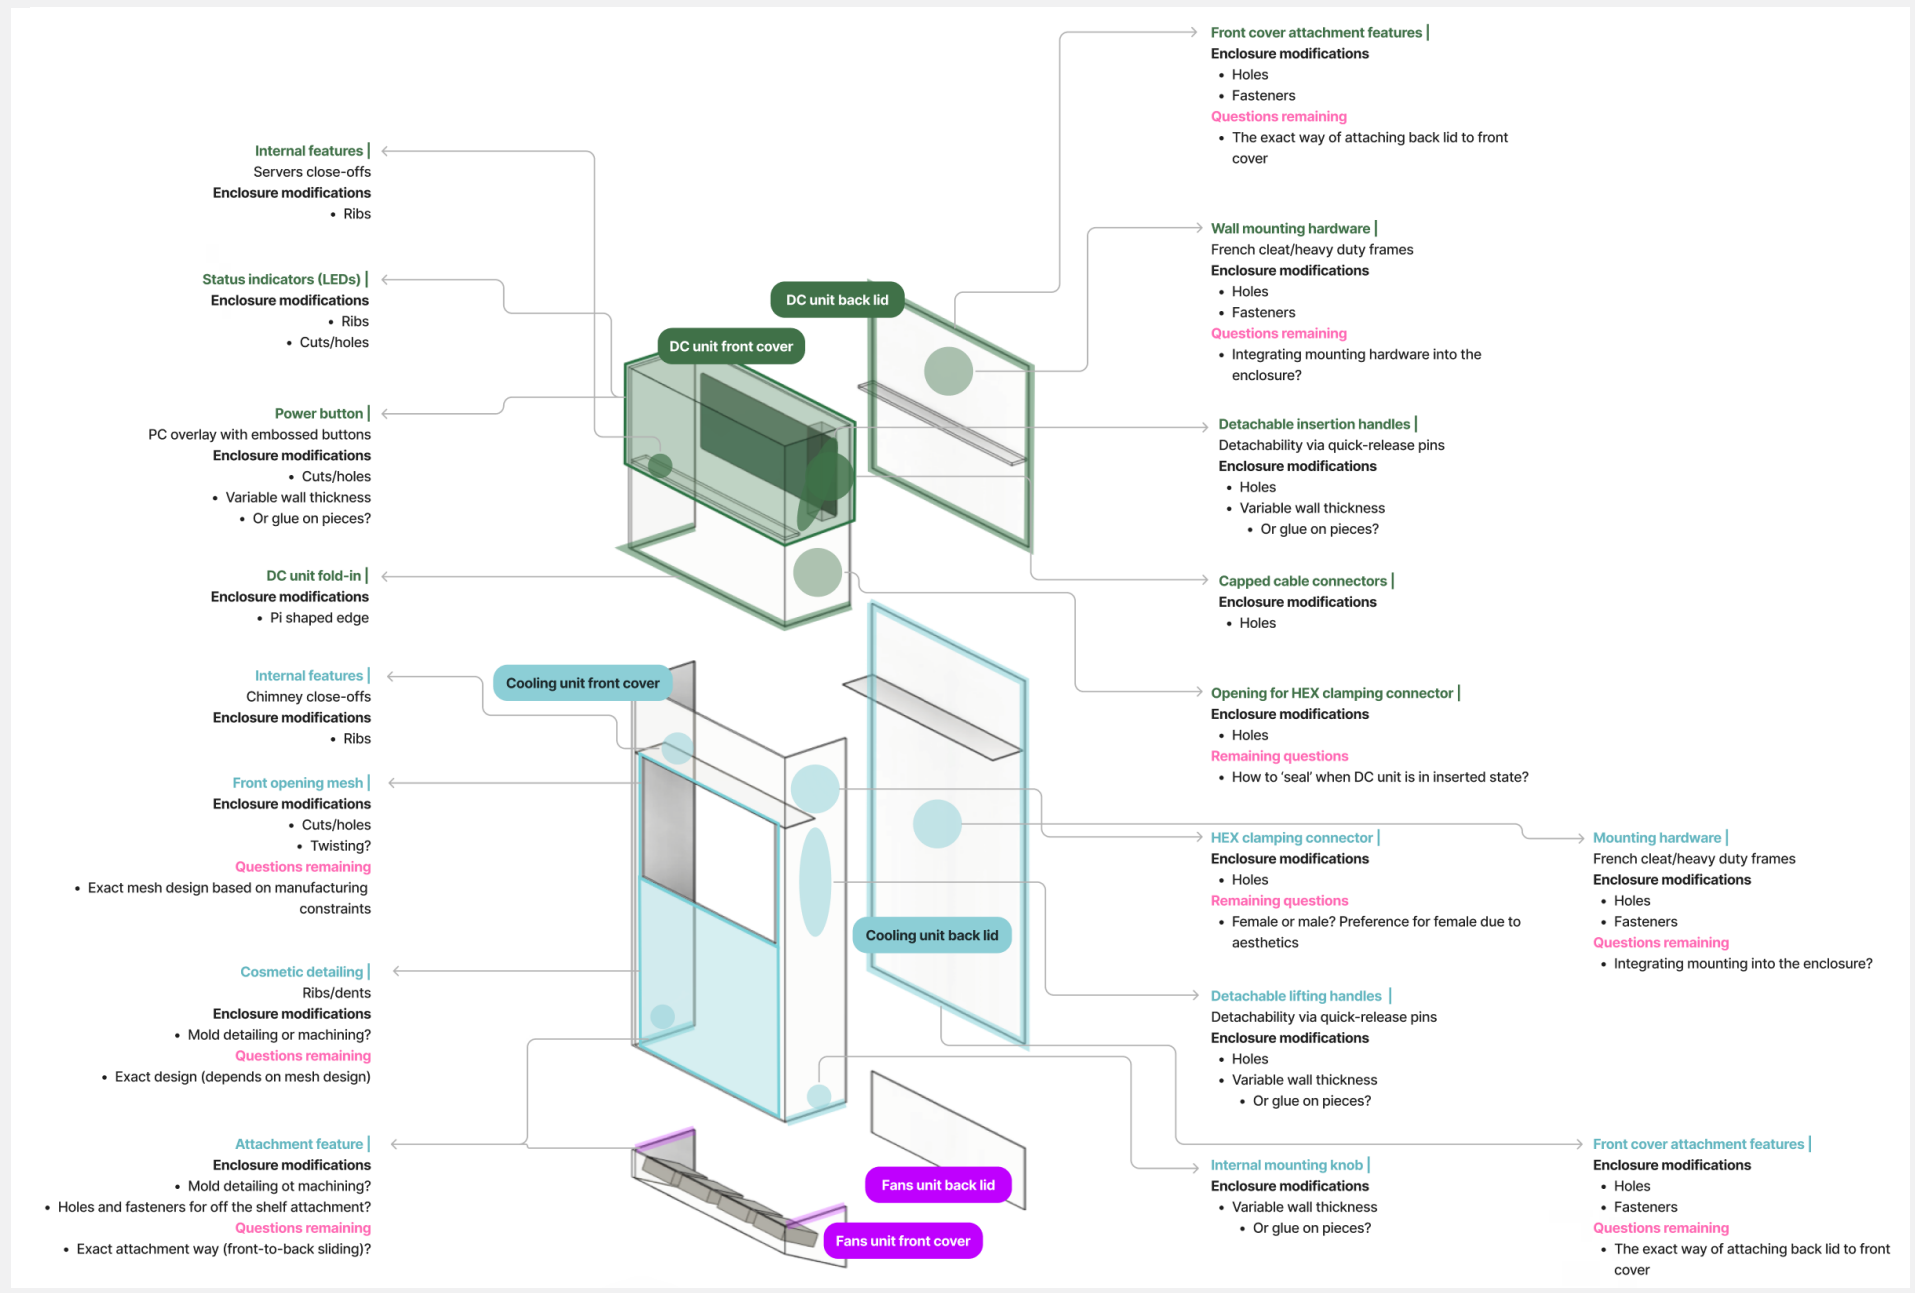 Front cover attachment features |
Enclosure modifications
• Holes
• Fasteners
Questions remaining
• The exact way of attaching back lid to front
cover
Internal features |
Servers close-offs
Enclosure modifications
• Ribs
Wall mounting hardware |
French cleat/heavy duty frames
Enclosure modifications
• Holes
• Fasteners
Questions remaining
• Integrating mounting hardware into the
enclosure?
Status indicators (LEDs) |
Enclosure modifications
• Ribs
• Cuts/holes
DC unit back lid
DC unit front cover
Power button |
PC overlay with embossed buttons
Enclosure modifications
• Cuts/holes
• Variable wall thickness
• Or glue on pieces?
Detachable insertion handles |
Detachability via quick-release pins
Enclosure modifications
• Holes
• Variable wall thickness
• Or glue on pieces?
DC unit fold-in |
Enclosure modifications
• Pi shaped edge
Capped cable connectors |
Enclosure modifications
• Holes
Internal features |
Chimney close-offs
Enclosure modifications
• Ribs
Cooling unit front cover
Opening for HEX clamping connector |
Enclosure modifications
• Holes
Remaining questions
• How to ‘seal’ when DC unit is in inserted state?
Front opening mesh |
Enclosure modifications
• Cuts/holes
• Twisting?
Questions remaining
• Exact mesh design based on manufacturing
constraints
HEX clamping connector |
Enclosure modifications
• Holes
Remaining questions
• Female or male? Preference for female due to
aesthetics
Mounting hardware |
French cleat/heavy duty frames
Enclosure modifications
• Holes
• Fasteners
Questions remaining
• Integrating mounting into the enclosure?
Cooling unit back lid
Cosmetic detailing |
Ribs/dents
Enclosure modifications
• Mold detailing or machining?
Questions remaining
• Exact design (depends on mesh design)
Detachable lifting handles |
Detachability via quick-release pins
Enclosure modifications
• Holes
• Variable wall thickness
• Or glue on pieces?
Attachment feature |
Enclosure modifications
• Mold detailing ot machining?
• Holes and fasteners for off the shelf attachment?
Questions remaining
• Exact attachment way (front-to-back sliding)?
Fans unit back lid
Fans unit front cover
Internal mounting knob |
Enclosure modifications
• Variable wall thickness
• Or glue on pieces?
Front cover attachment features |
Enclosure modifications
• Holes
• Fasteners
Questions remaining
• The exact way of attaching back lid to front
cover